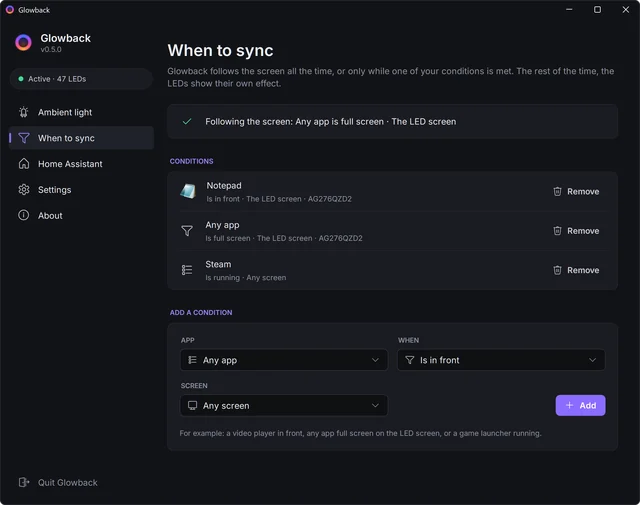 Glowback
Glowback
v0.5.0
Active · 47 LEDs
Ambient light
When to sync
Home Assistant
Settings
About
Quit Glowback
When to sync
Glowback follows the screen all the time, or only while one of your conditions is met. The rest of the time, the
LEDs show their own effect.
Following the screen: Any app is full screen · The LED screen
CONDITIONS
Notepad
Is in front · The LED screen · AG276QZD2
Remove
Any app
Is full screen · The LED screen · AG276QZD2
Remove
Steam
Is running · Any screen
Remove
ADD A CONDITION
APP
WHEN
Any app
Is in front
SCREEN
Any screen
Add
For example: a video player in front, any app full screen on the LED screen, or a game launcher running.